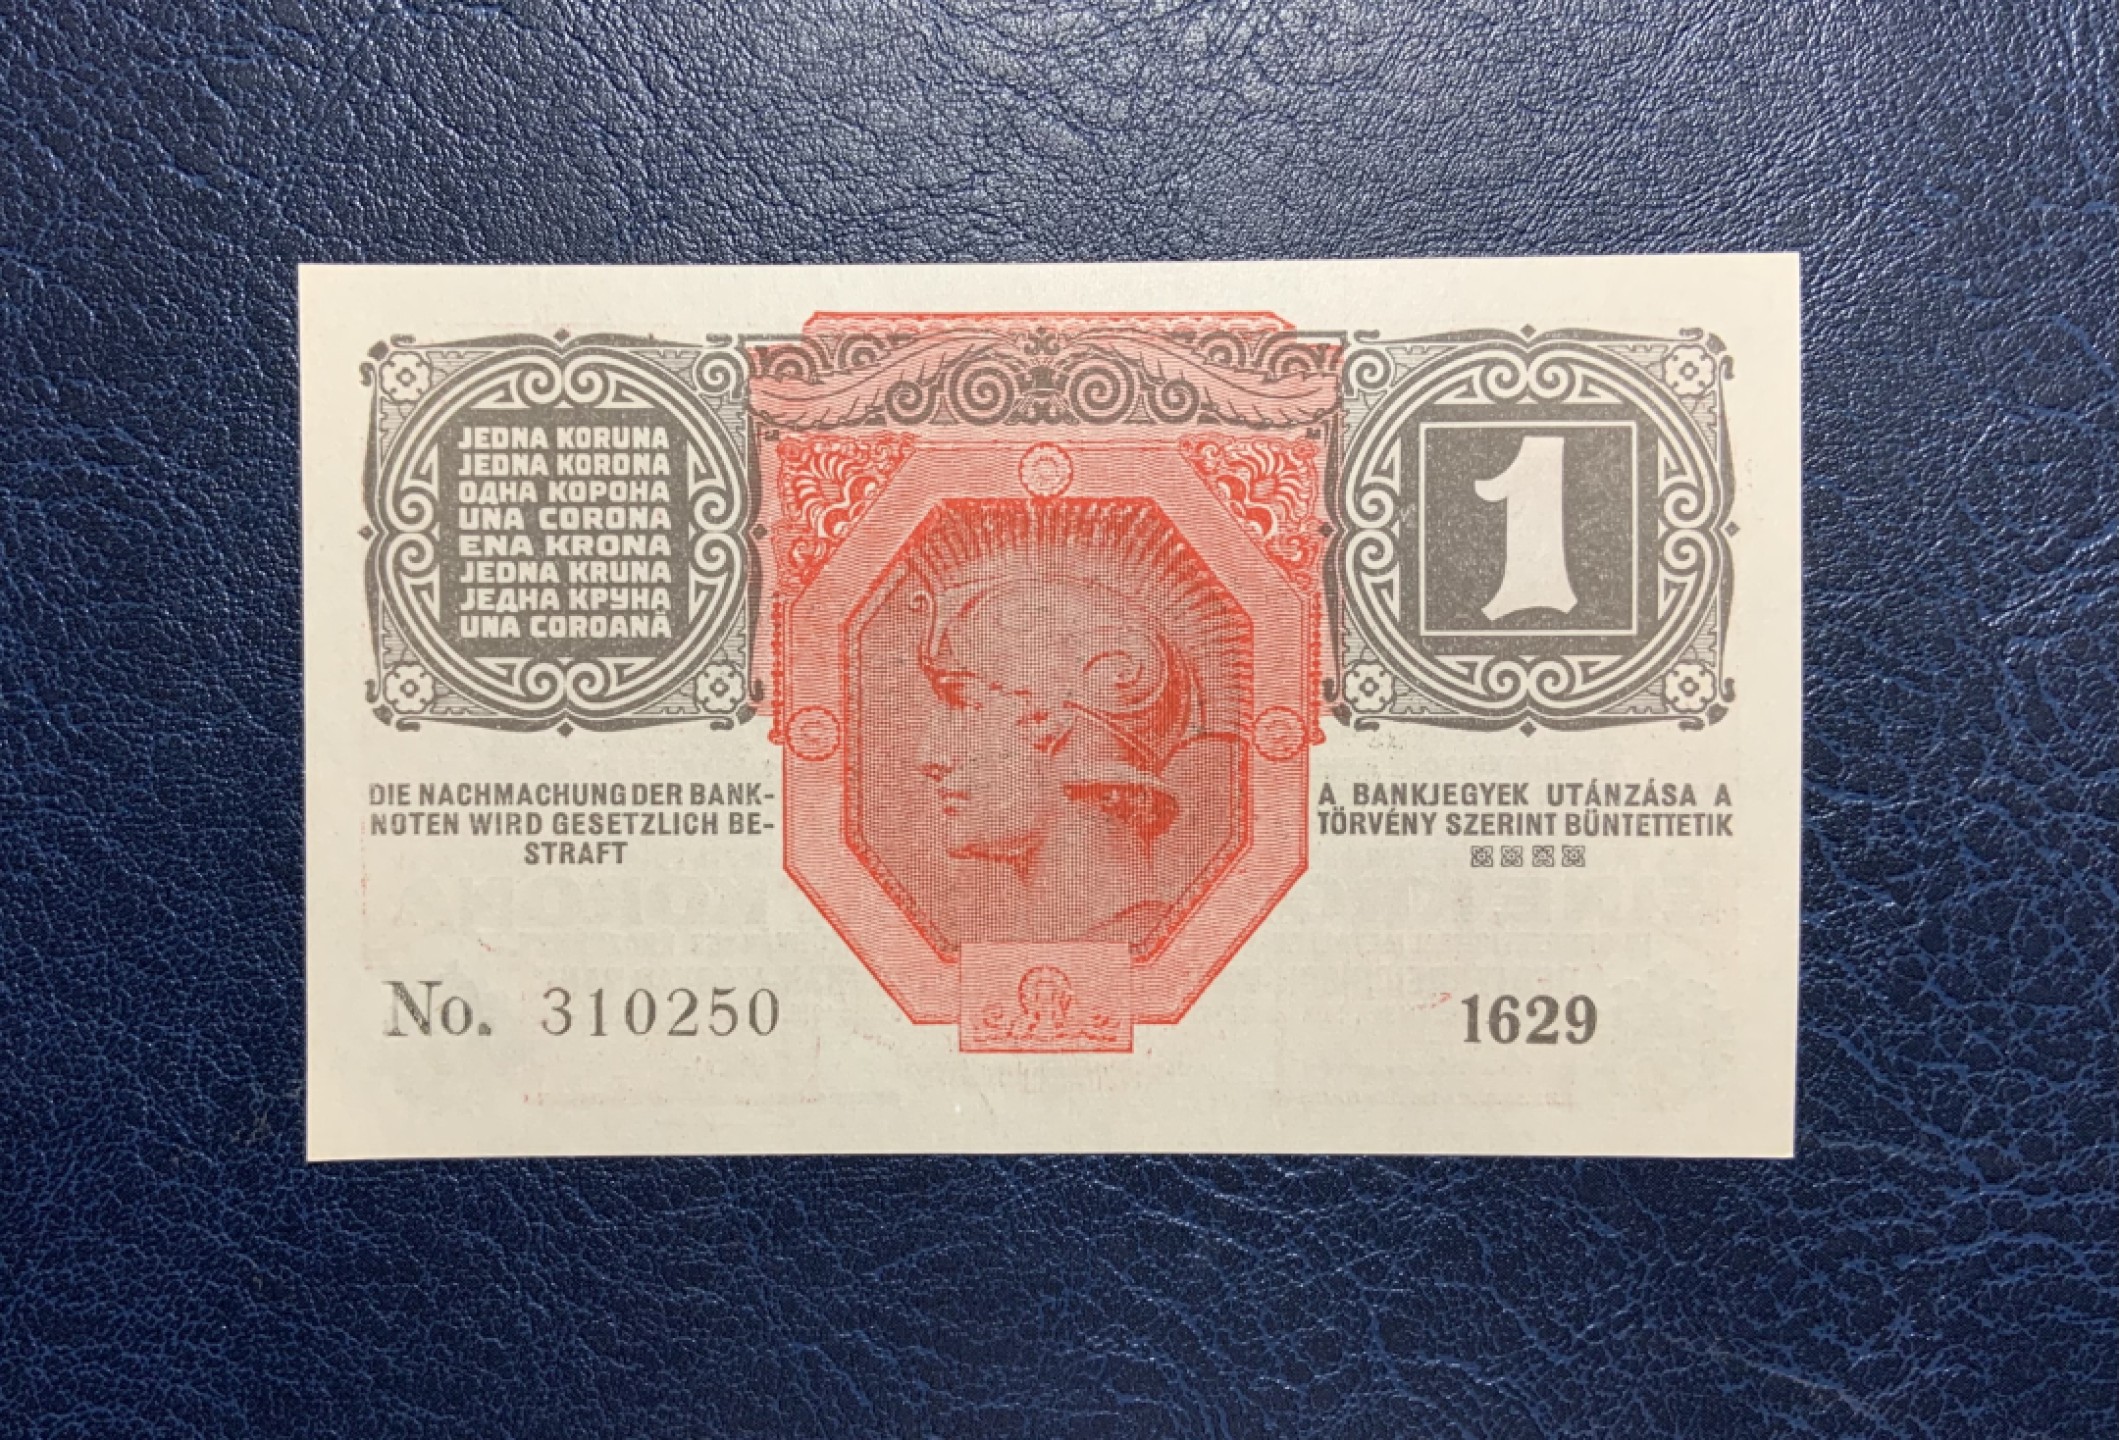 JEDNA KORUNA
JEDNA KORONA
ОДНА КОРОНА
UNA CORONA
ENA KRONA
JEDNA KRUNA
ЈЕДНА КРУНА
UNA COROANĂ
1
DIE NACHMACHUNG DER BANK-
NOTEN WIRD GESETZLICH BE-
STRAFT
A BANKJEGYEK UTÁNZÁSA A
TÖRVÉNY SZERINT BÜNTETTETIK
No. 310250
1629